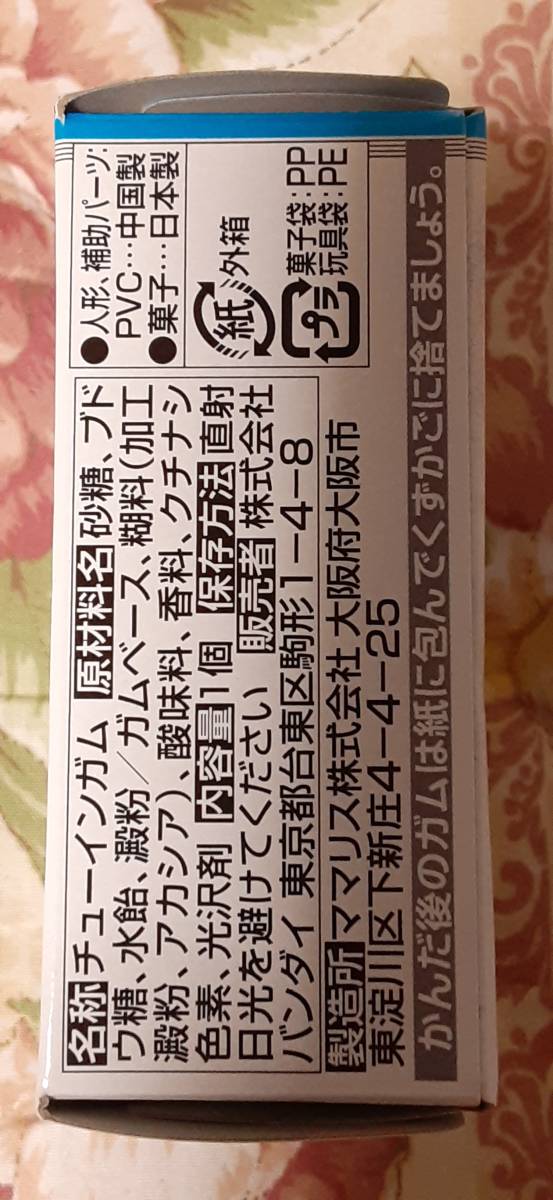 名称チューインガム 原材料名 砂糖、ブド
ウ糖、水飴、澱粉/ガムベース、糊料(加工
澱粉、アカシア)、酸味料、香料、クチナシ
色素、光沢剤 内容量1個 保存方法 直射
日光を避けてください 販売者 株式会社
バンダイ 東京都台東区駒形1-4-8
製造所 ママリス株式会社 大阪府大阪市
東淀川区下新庄4-4-25
かんだ後のガムは紙に包んでくずかごに捨てましょう。
●人形、補助パーツ:
PVC…中国製
●菓子…日本製
紙 外箱
プラ 菓子袋:PP
玩具袋:PE